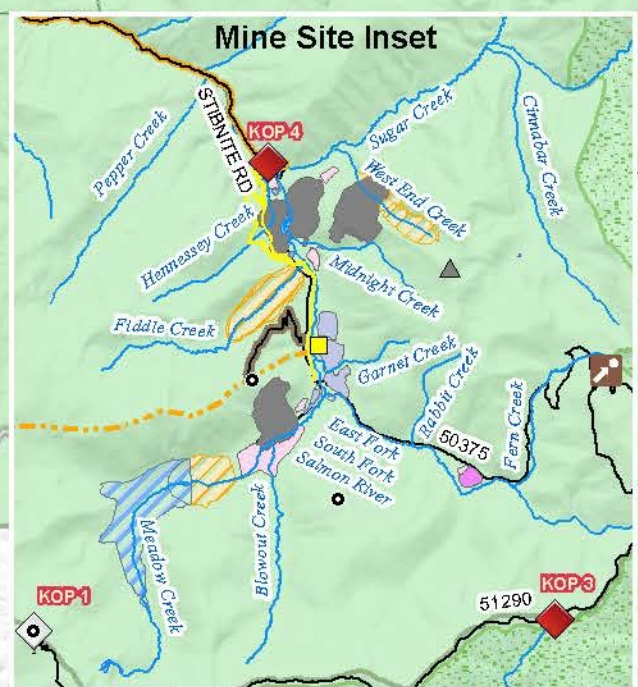 Mine Site Inset
STIBNITE RD
KOP 4
Sugar Creek
Cinnabar Creek
Pepper Creek
West End Creek
Hennessey Creek
Midnight Creek
Fiddle Creek
Garnet Creek
Rabbit Creek
Fern Creek
50375
East Fork
South Fork
Salmon River
Meadow Creek
Blowout Creek
KOP 1
51290
KOP 3